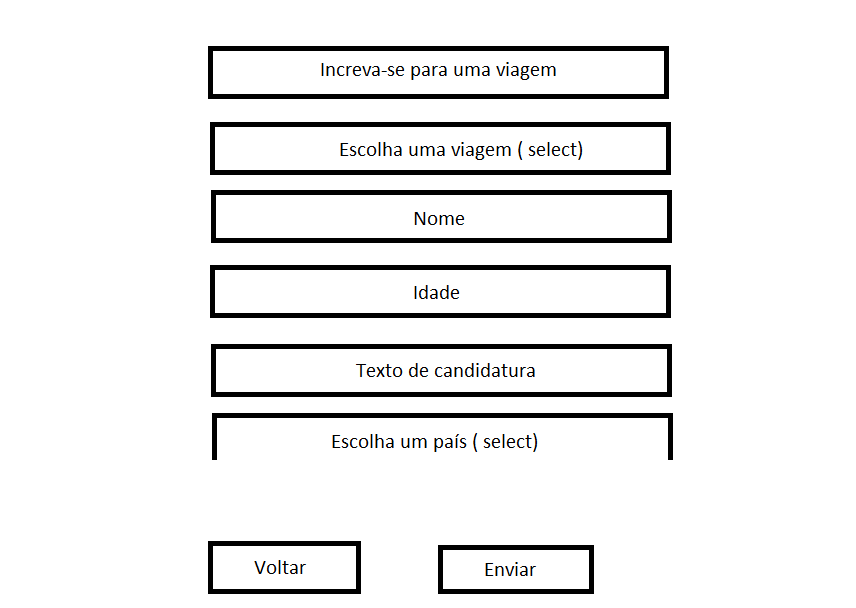 Increva-se para uma viagem
Escolha uma viagem ( select)
Nome
Idade
Texto de candidatura
Escolha um país ( select)
Voltar
Enviar